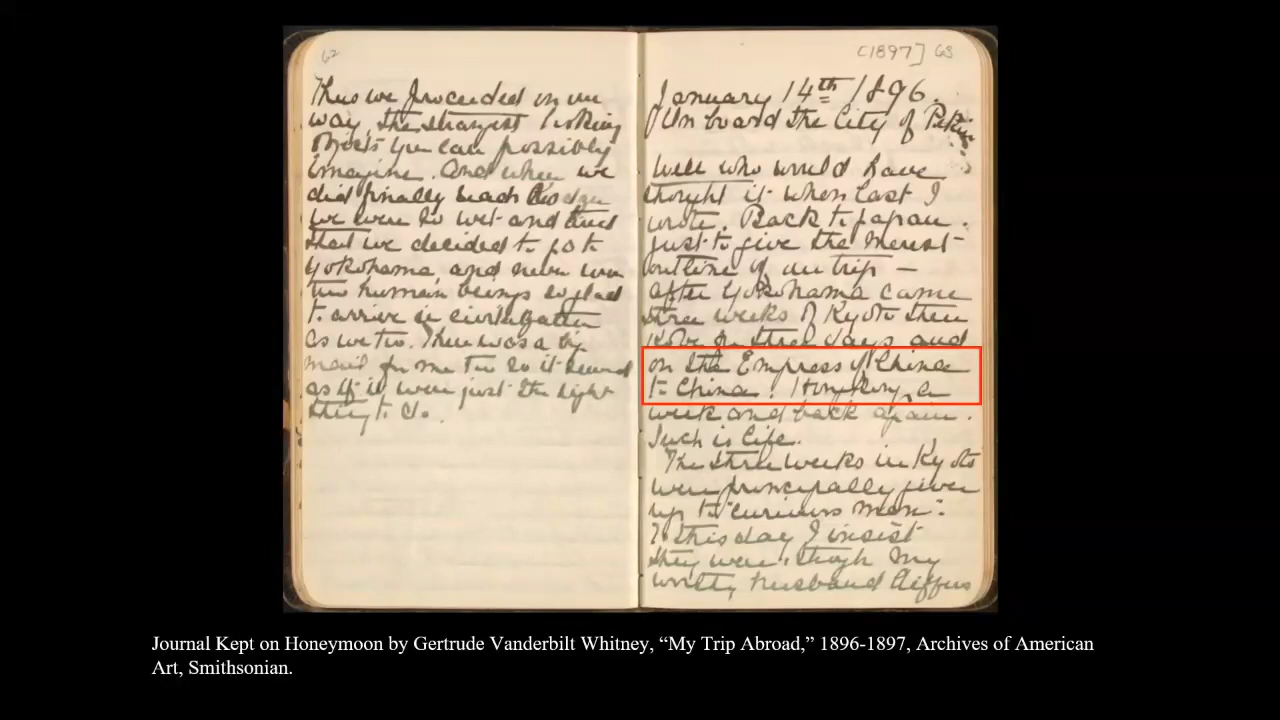 62
Thus we proceeded on our
way, the strangest looking
objects you can possibly
imagine. And when we
did finally reach
we were so wet and tired
that we decided to go to
Yokohama, and never were
two human beings so glad
to arrive in civilization
as we two. There was a big
mail for me too so it seemed
as if it were just the right
thing to do.
[1897] 63
January 14th 1896.
On board the City of Pekin
Well who would have
thought it when last I
wrote. Back to Japan.
Just to give the merest
outline of our trip —
After Yokohama came
three weeks of Kyoto then
Kobe for three days and
on the Empress of China
to China! Hongkong a
week and back again.
Such is life.
The three weeks in Kyoto
were principally given
up to "curious men".
To this day I insist
they were, though my
worthy husband differs
Journal Kept on Honeymoon by Gertrude Vanderbilt Whitney, “My Trip Abroad,” 1896-1897, Archives of American
Art, Smithsonian.